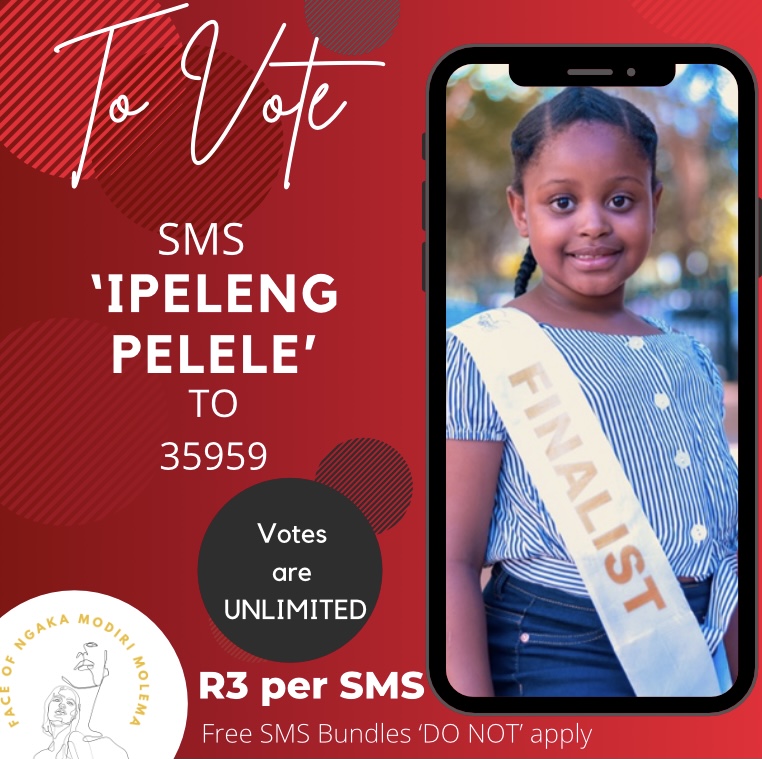 To Vote
SMS
‘IPELENG
PELELE’
TO
35959
Votes
are
UNLIMITED
R3 per SMS
Free SMS Bundles ‘DO NOT’ apply
FACE OF NGAKA MODIRI MOLEMA
FINALIST